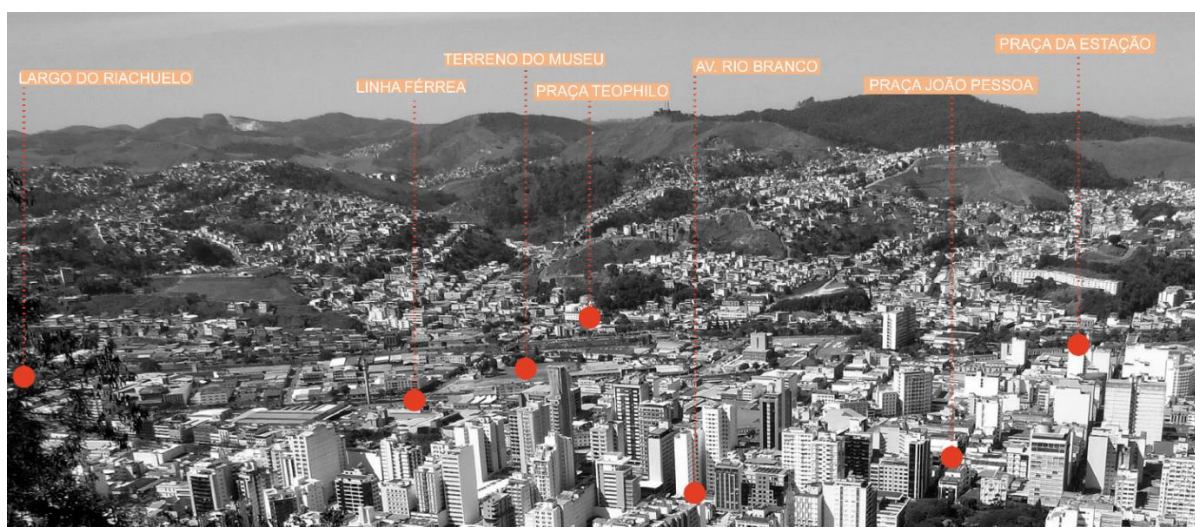 LARGO DO RIACHUELO
LINHA FÉRREA
TERRENO DO MUSEU
PRAÇA TEOPHILO
AV. RIO BRANCO
PRAÇA JOÃO PESSOA
PRAÇA DA ESTAÇÃO